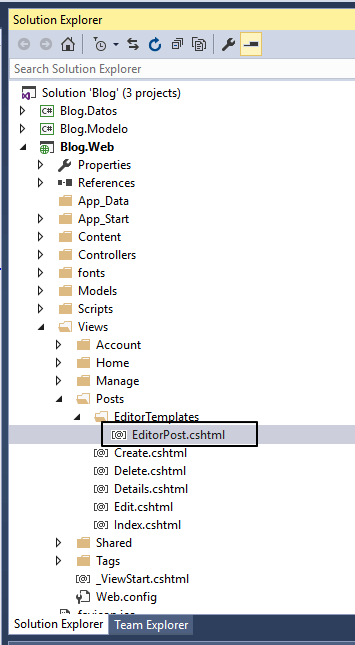 Solution Explorer
Search Solution Explorer
Solution 'Blog' (3 projects)
C# Blog.Datos
C# Blog.Modelo
Blog.Web
Properties
References
App_Data
App_Start
Content
Controllers
fonts
Models
Scripts
Views
Account
Home
Manage
Posts
EditorTemplates
[@] EditorPost.cshtml
[@] Create.cshtml
[@] Delete.cshtml
[@] Details.cshtml
[@] Edit.cshtml
[@] Index.cshtml
Shared
Tags
[@] _ViewStart.cshtml
Web.config
favicon.ico
Solution Explorer Team Explorer